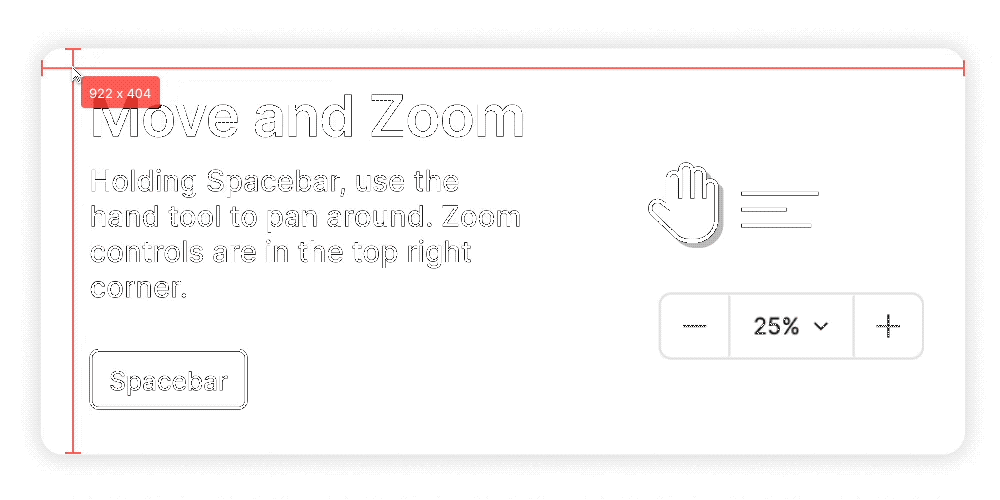 922 x 404
Move and Zoom
Holding Spacebar, use the
hand tool to pan around. Zoom
controls are in the top right
corner.
25%
Spacebar